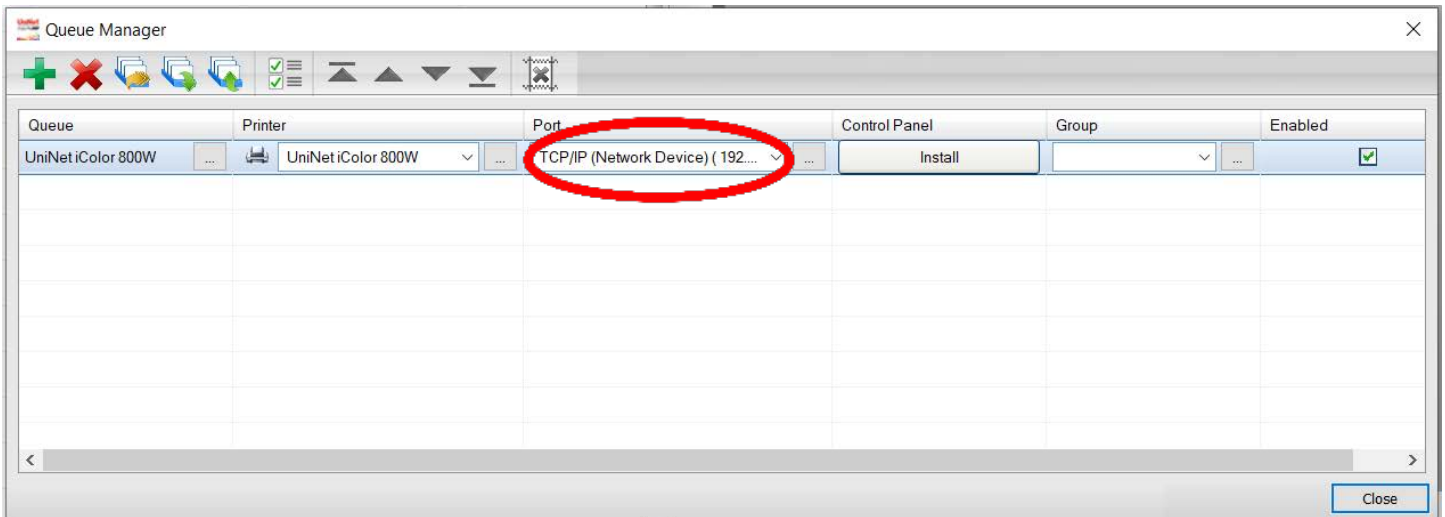 Queue Manager
Queue Printer Port Control Panel Group Enabled
UniNet iColor 800W ... UniNet iColor 800W ... TCP/IP (Network Device) ( 192.... ... Install ...
Close